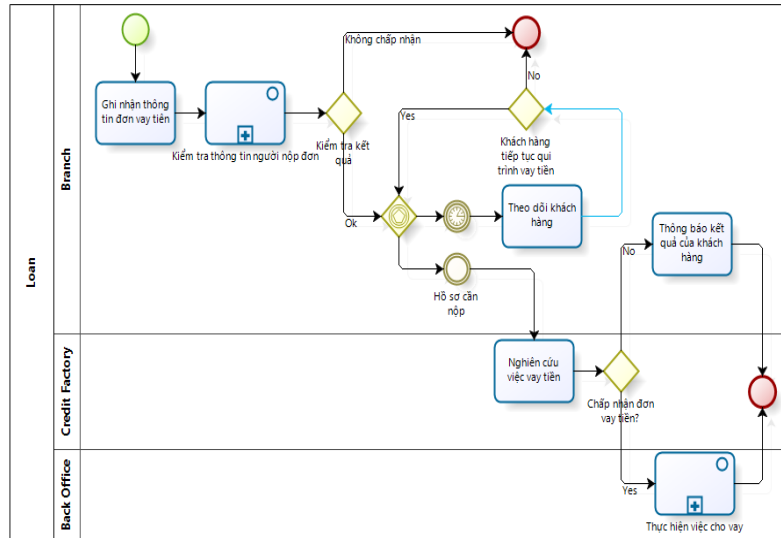 Loan
Branch
Không chấp nhận
Ghi nhận thông
tin đơn vay tiền
Kiểm tra thông tin người nộp đơn
Kiểm tra kết
quả
No
Yes
Khách hàng
tiếp tục qui
trình vay tiền
Ok
Theo dõi khách
hàng
Hồ sơ cần
nộp
Thông báo kết
quả của khách
hàng
No
Credit Factory
Nghiên cứu
việc vay tiền
Chấp nhận đơn
vay tiền?
Back Office
Yes
Thực hiện việc cho vay